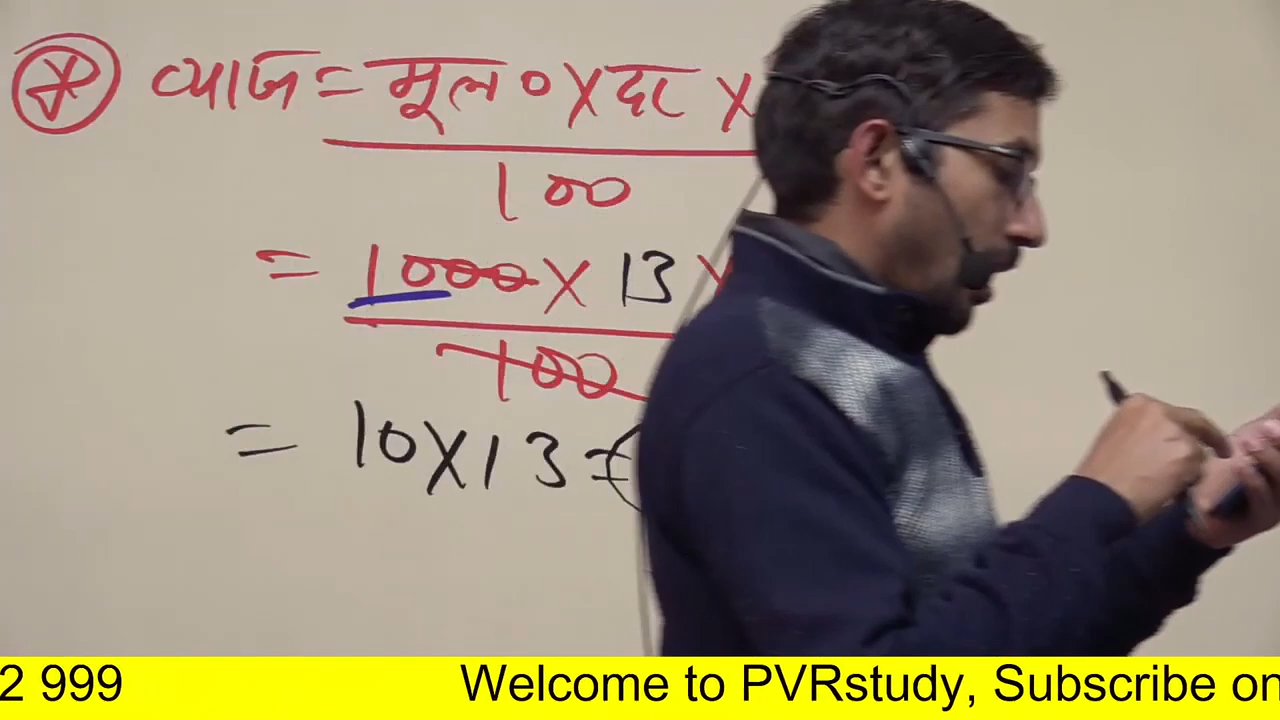 * ब्याज = मूल० X दर X
100
= 1000 X 13 X
100
= 10 X 13 =
2 999 Welcome to PVRstudy, Subscribe on